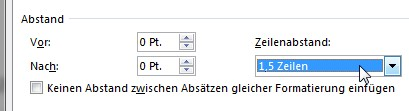 Abstand
Vor: 0 Pt. Zeilenabstand:
Nach: 0 Pt. 1,5 Zeilen
Keinen Abstand zwischen Absätzen gleicher Formatierung einfügen